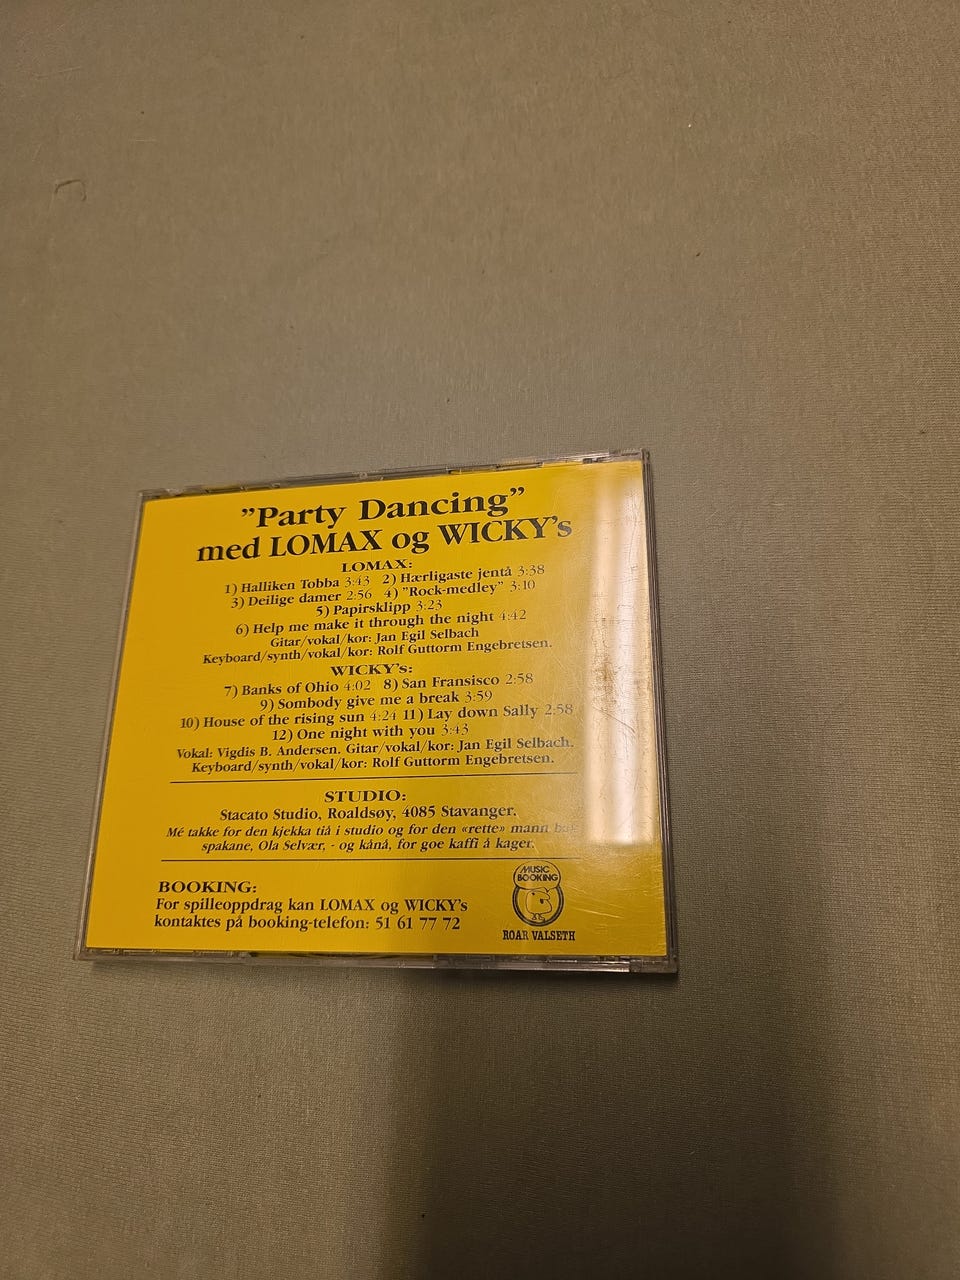 ”Party Dancing”
med LOMAX og WICKY’s
LOMAX:
1) Halliken Tobba 3:43 2) Hærligaste jentå 3:38
3) Deilige damer 2:56 4) ”Rock-medley” 3:10
5) Papirsklipp 3:23
6) Help me make it through the night 4:42
Gitar/vokal/kor: Jan Egil Selbach
Keyboard/synth/vokal/kor: Rolf Guttorm Engebretsen.
WICKY’s:
7) Banks of Ohio 4:02 8) San Fransisco 2:58
9) Sombody give me a break 3:59
10) House of the rising sun 4:24 11) Lay down Sally 2:58
12) One night with you 3:43
Vokal: Vigdis B. Andersen. Gitar/vokal/kor: Jan Egil Selbach.
Keyboard/synth/vokal/kor: Rolf Guttorm Engebretsen.
STUDIO:
Stacato Studio, Roaldsøy, 4085 Stavanger.
Mé takke for den kjekka tiå i studio og for den «rette» mann bag
spakane, Ola Selvær, - og kånå, for goe kaffi å kager.
BOOKING:
For spilleoppdrag kan LOMAX og WICKY’s
kontaktes på booking-telefon: 51 61 77 72
MUSIC
BOOKING
ROAR VALSETH